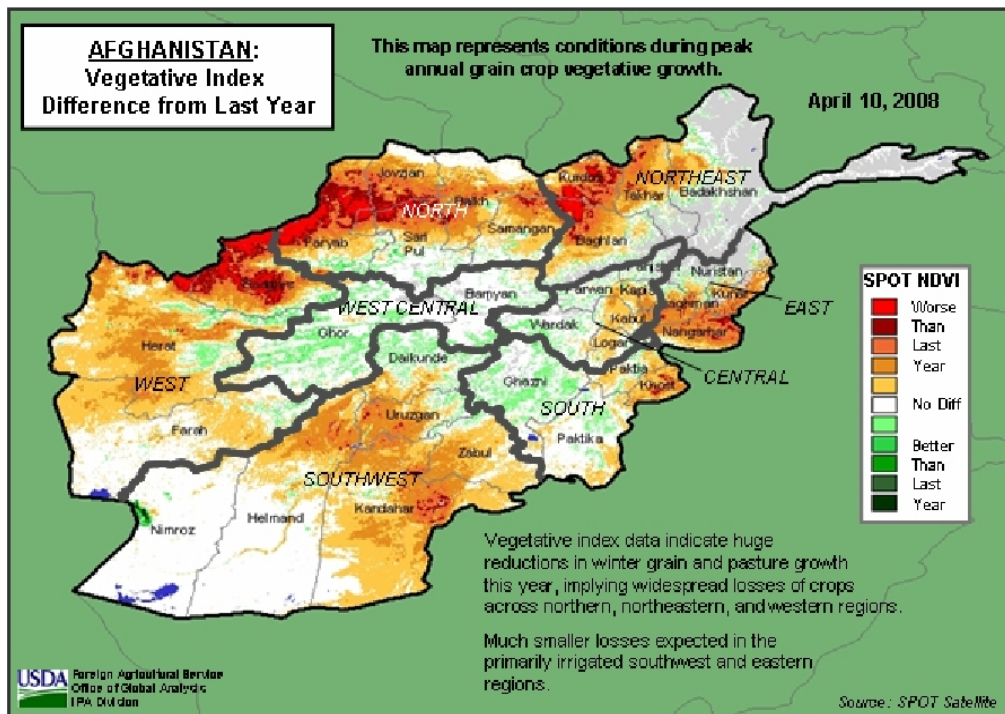 AFGHANISTAN:
Vegetative Index
Difference from Last Year
This map represents conditions during peak
annual grain crop vegetative growth.
April 10, 2008
Jovzjan
NORTH
Balkh
Kunduz
NORTHEAST
Takhar
Badakhshan
Faryab
Sari
Pul
Samangan
Baghlan
Badghis
Nuristan
WEST CENTRAL
Bamyan
Parwan
Kapisa
Kunar
Laghman
EAST
Ghor
Wardak
Kabul
Nangarhar
Herat
Daikunde
Logar
Paktia
CENTRAL
WEST
Ghazni
Khost
SOUTH
Uruzgan
Farah
Paktika
Zabul
SOUTHWEST
Kandahar
Helmand
Nimroz
SPOT NDVI
Worse
Than
Last
Year
No Diff
Better
Than
Last
Year
Vegetative index data indicate huge
reductions in winter grain and pasture growth
this year, implying widespread losses of crops
across northern, northeastern, and western regions.
Much smaller losses expected in the
primarily irrigated southwest and eastern
regions.
USDA
Foreign Agricultural Service
Office of Global Analysis
IPA Division
Source: SPOT Satellite